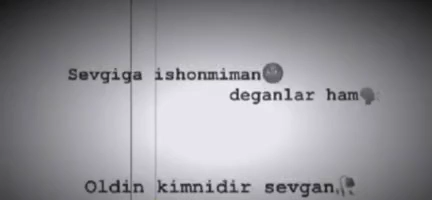 Sevgiga ishonmiman🌚
deganlar ham🗣
Oldin kimnidir sevgan.🥀